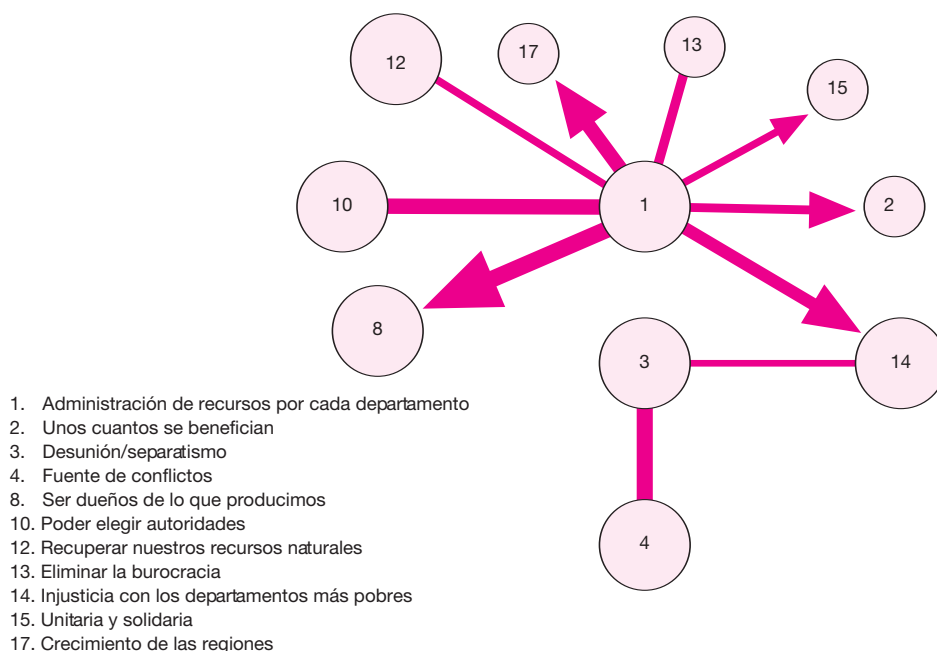 12
17
13
15
10
1
2
8
3
14
4
1. Administración de recursos por cada departamento
2. Unos cuantos se benefician
3. Desunión/separatismo
4. Fuente de conflictos
8. Ser dueños de lo que producimos
10. Poder elegir autoridades
12. Recuperar nuestros recursos naturales
13. Eliminar la burocracia
14. Injusticia con los departamentos más pobres
15. Unitaria y solidaria
17. Crecimiento de las regiones